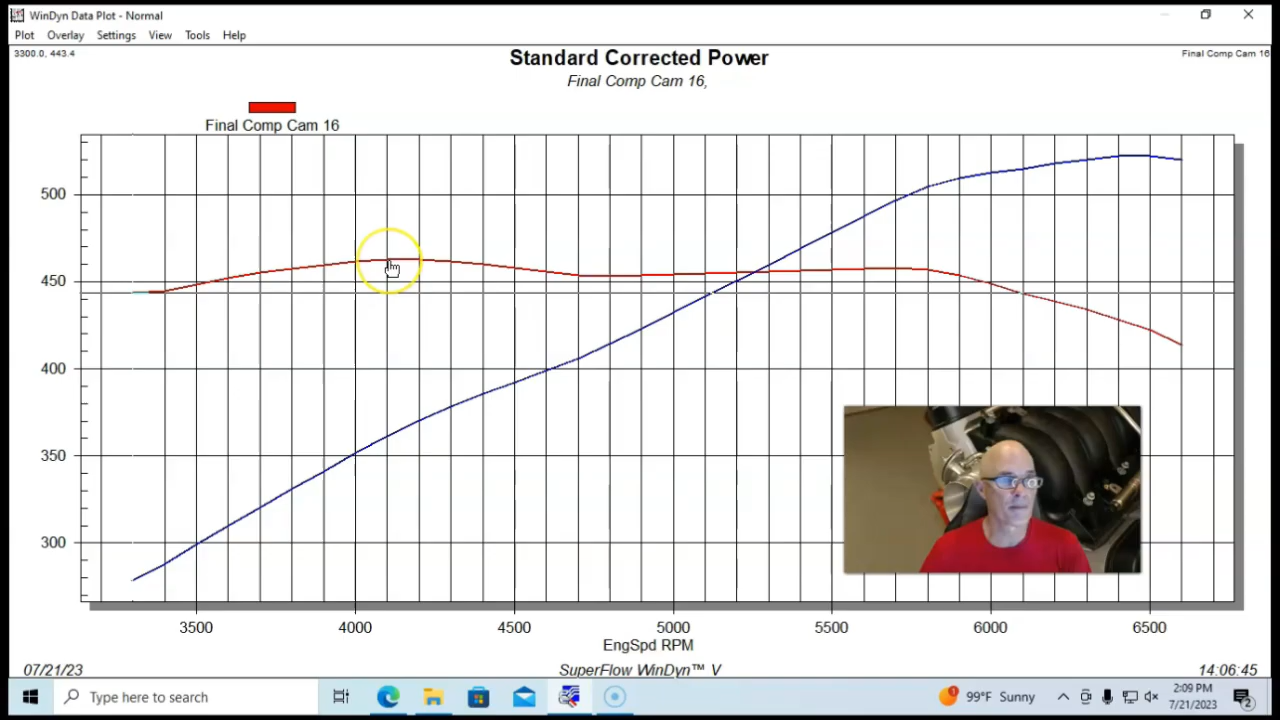 WinDyn Data Plot - Normal
Plot Overlay Settings View Tools Help
3300.0, 443.4
Standard Corrected Power
Final Comp Cam 16
Final Comp Cam 16,
Final Comp Cam 16
500
450
400
350
300
3500 4000 4500 5000 5500 6000 6500
EngSpd RPM
07/21/23
SuperFlow WinDyn™ V
14:06:45
Type here to search
1
99°F Sunny
2:09 PM
7/21/2023
2